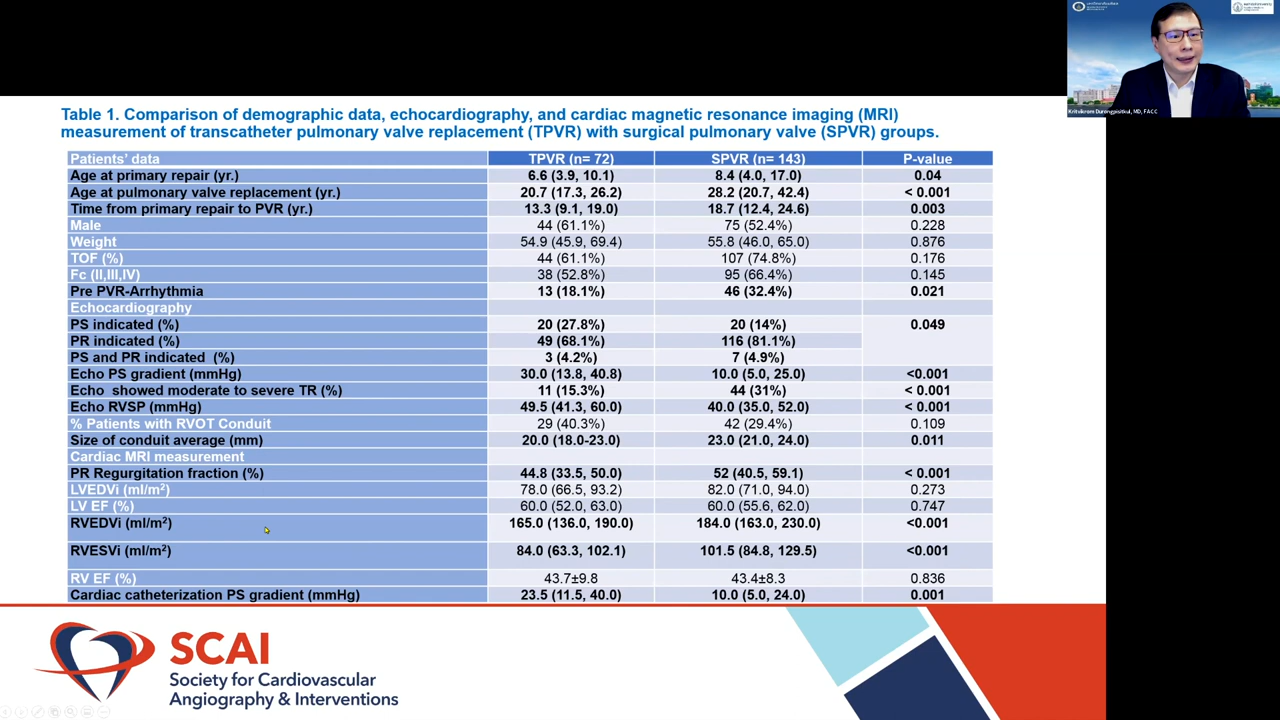 Kritvikrom Durongpisitkul, MD, FACC
Table 1. Comparison of demographic data, echocardiography, and cardiac magnetic resonance imaging (MRI)
measurement of transcatheter pulmonary valve replacement (TPVR) with surgical pulmonary valve (SPVR) groups.
Patients' data TPVR (n= 72) SPVR (n= 143) P-value
Age at primary repair (yr.) 6.6 (3.9, 10.1) 8.4 (4.0, 17.0) 0.04
Age at pulmonary valve replacement (yr.) 20.7 (17.3, 26.2) 28.2 (20.7, 42.4) < 0.001
Time from primary repair to PVR (yr.) 13.3 (9.1, 19.0) 18.7 (12.4, 24.6) 0.003
Male 44 (61.1%) 75 (52.4%) 0.228
Weight 54.9 (45.9, 69.4) 55.8 (46.0, 65.0) 0.876
TOF (%) 44 (61.1%) 107 (74.8%) 0.176
Fc (II,III,IV) 38 (52.8%) 95 (66.4%) 0.145
Pre PVR-Arrhythmia 13 (18.1%) 46 (32.4%) 0.021
Echocardiography
PS indicated (%) 20 (27.8%) 20 (14%) 0.049
PR indicated (%) 49 (68.1%) 116 (81.1%)
PS and PR indicated (%) 3 (4.2%) 7 (4.9%)
Echo PS gradient (mmHg) 30.0 (13.8, 40.8) 10.0 (5.0, 25.0) <0.001
Echo showed moderate to severe TR (%) 11 (15.3%) 44 (31%) < 0.001
Echo RVSP (mmHg) 49.5 (41.3, 60.0) 40.0 (35.0, 52.0) < 0.001
% Patients with RVOT Conduit 29 (40.3%) 42 (29.4%) 0.109
Size of conduit average (mm) 20.0 (18.0-23.0) 23.0 (21.0, 24.0) 0.011
Cardiac MRI measurement
PR Regurgitation fraction (%) 44.8 (33.5, 50.0) 52 (40.5, 59.1) < 0.001
LVEDVi (ml/m²) 78.0 (66.5, 93.2) 82.0 (71.0, 94.0) 0.273
LV EF (%) 60.0 (52.0, 63.0) 60.0 (55.6, 62.0) 0.747
RVEDVi (ml/m²) 165.0 (136.0, 190.0) 184.0 (163.0, 230.0) <0.001
RVESVi (ml/m²) 84.0 (63.3, 102.1) 101.5 (84.8, 129.5) <0.001
RV EF (%) 43.7±9.8 43.4±8.3 0.836
Cardiac catheterization PS gradient (mmHg) 23.5 (11.5, 40.0) 10.0 (5.0, 24.0) 0.001
SCAI
Society for Cardiovascular
Angiography & Interventions